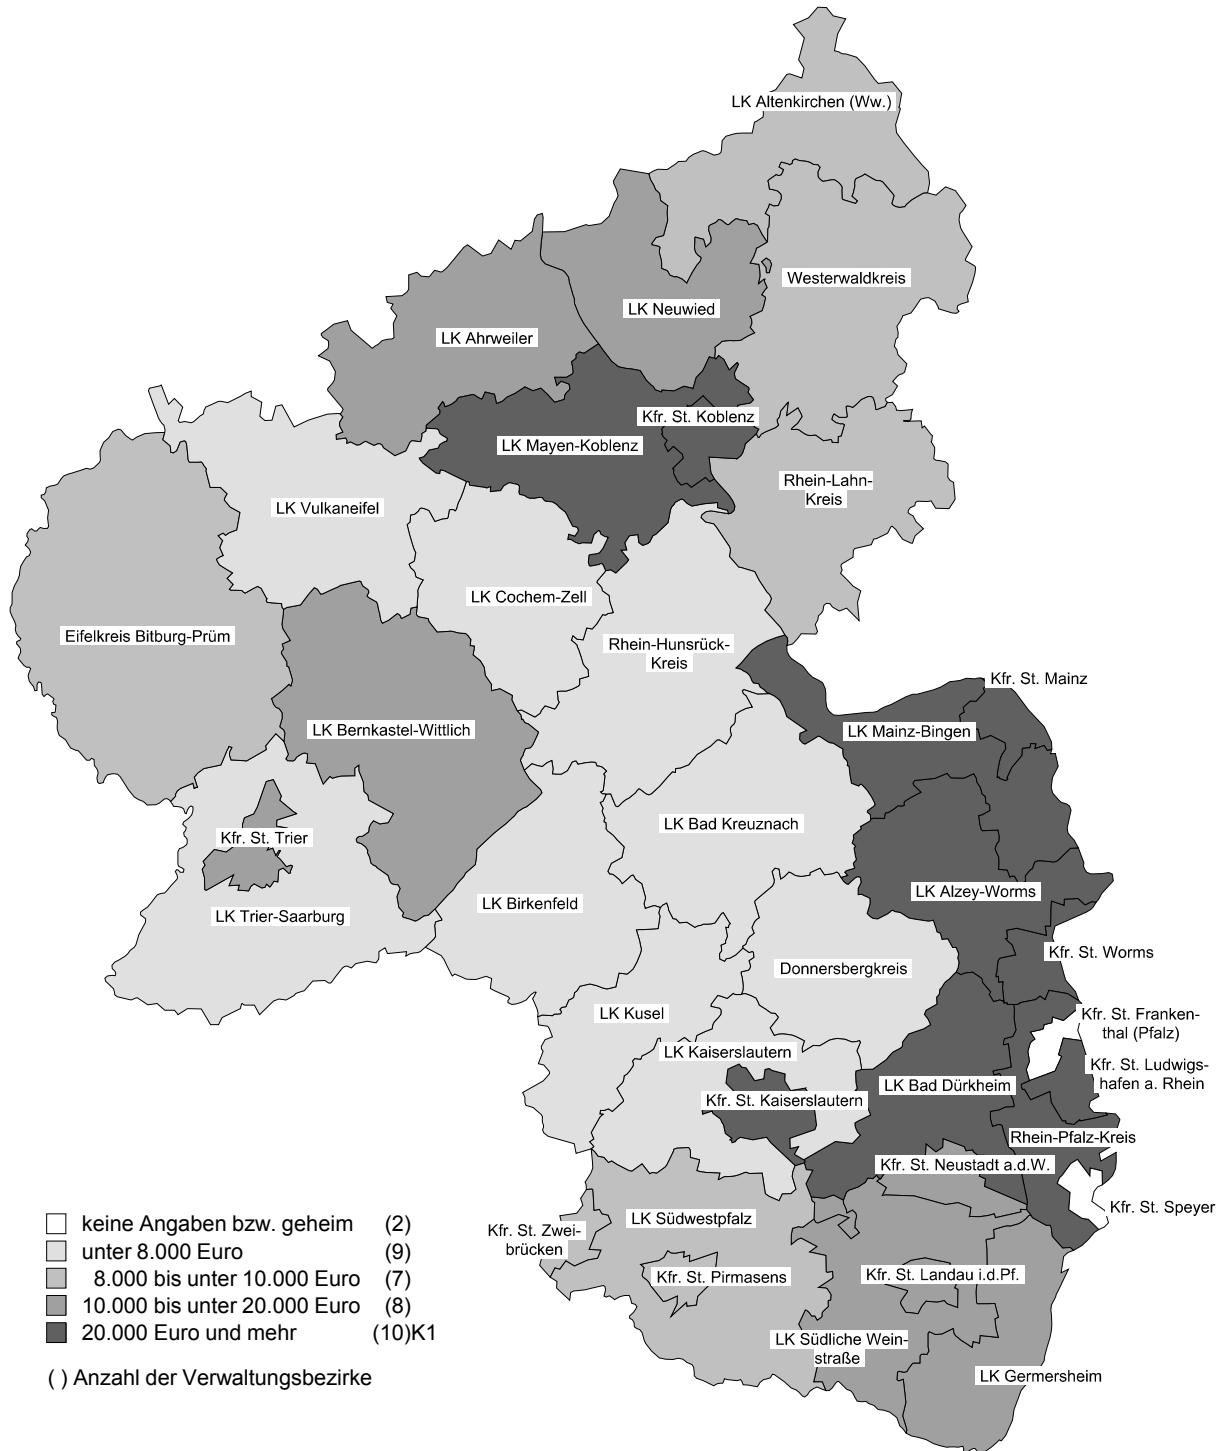 LK Altenkirchen (Ww.)
Westerwaldkreis
LK Neuwied
LK Ahrweiler
Kfr. St. Koblenz
LK Mayen-Koblenz
Rhein-Lahn-
Kreis
LK Vulkaneifel
LK Cochem-Zell
Eifelkreis Bitburg-Prüm
Rhein-Hunsrück-
Kreis
Kfr. St. Mainz
LK Bernkastel-Wittlich
LK Mainz-Bingen
LK Bad Kreuznach
Kfr. St. Trier
LK Alzey-Worms
LK Birkenfeld
LK Trier-Saarburg
Kfr. St. Worms
Donnersbergkreis
LK Kusel
Kfr. St. Franken-
thal (Pfalz)
LK Kaiserslautern
Kfr. St. Ludwigs-
hafen a. Rhein
LK Bad Dürkheim
Kfr. St. Kaiserslautern
Rhein-Pfalz-Kreis
Kfr. St. Neustadt a.d.W.
Kfr. St. Speyer
LK Südwestpfalz
Kfr. St. Zwei-
brücken
Kfr. St. Pirmasens
Kfr. St. Landau i.d.Pf.
LK Südliche Wein-
straße
LK Germersheim
keine Angaben bzw. geheim (2)
unter 8.000 Euro (9)
8.000 bis unter 10.000 Euro (7)
10.000 bis unter 20.000 Euro (8)
20.000 Euro und mehr (10)K1
( ) Anzahl der Verwaltungsbezirke